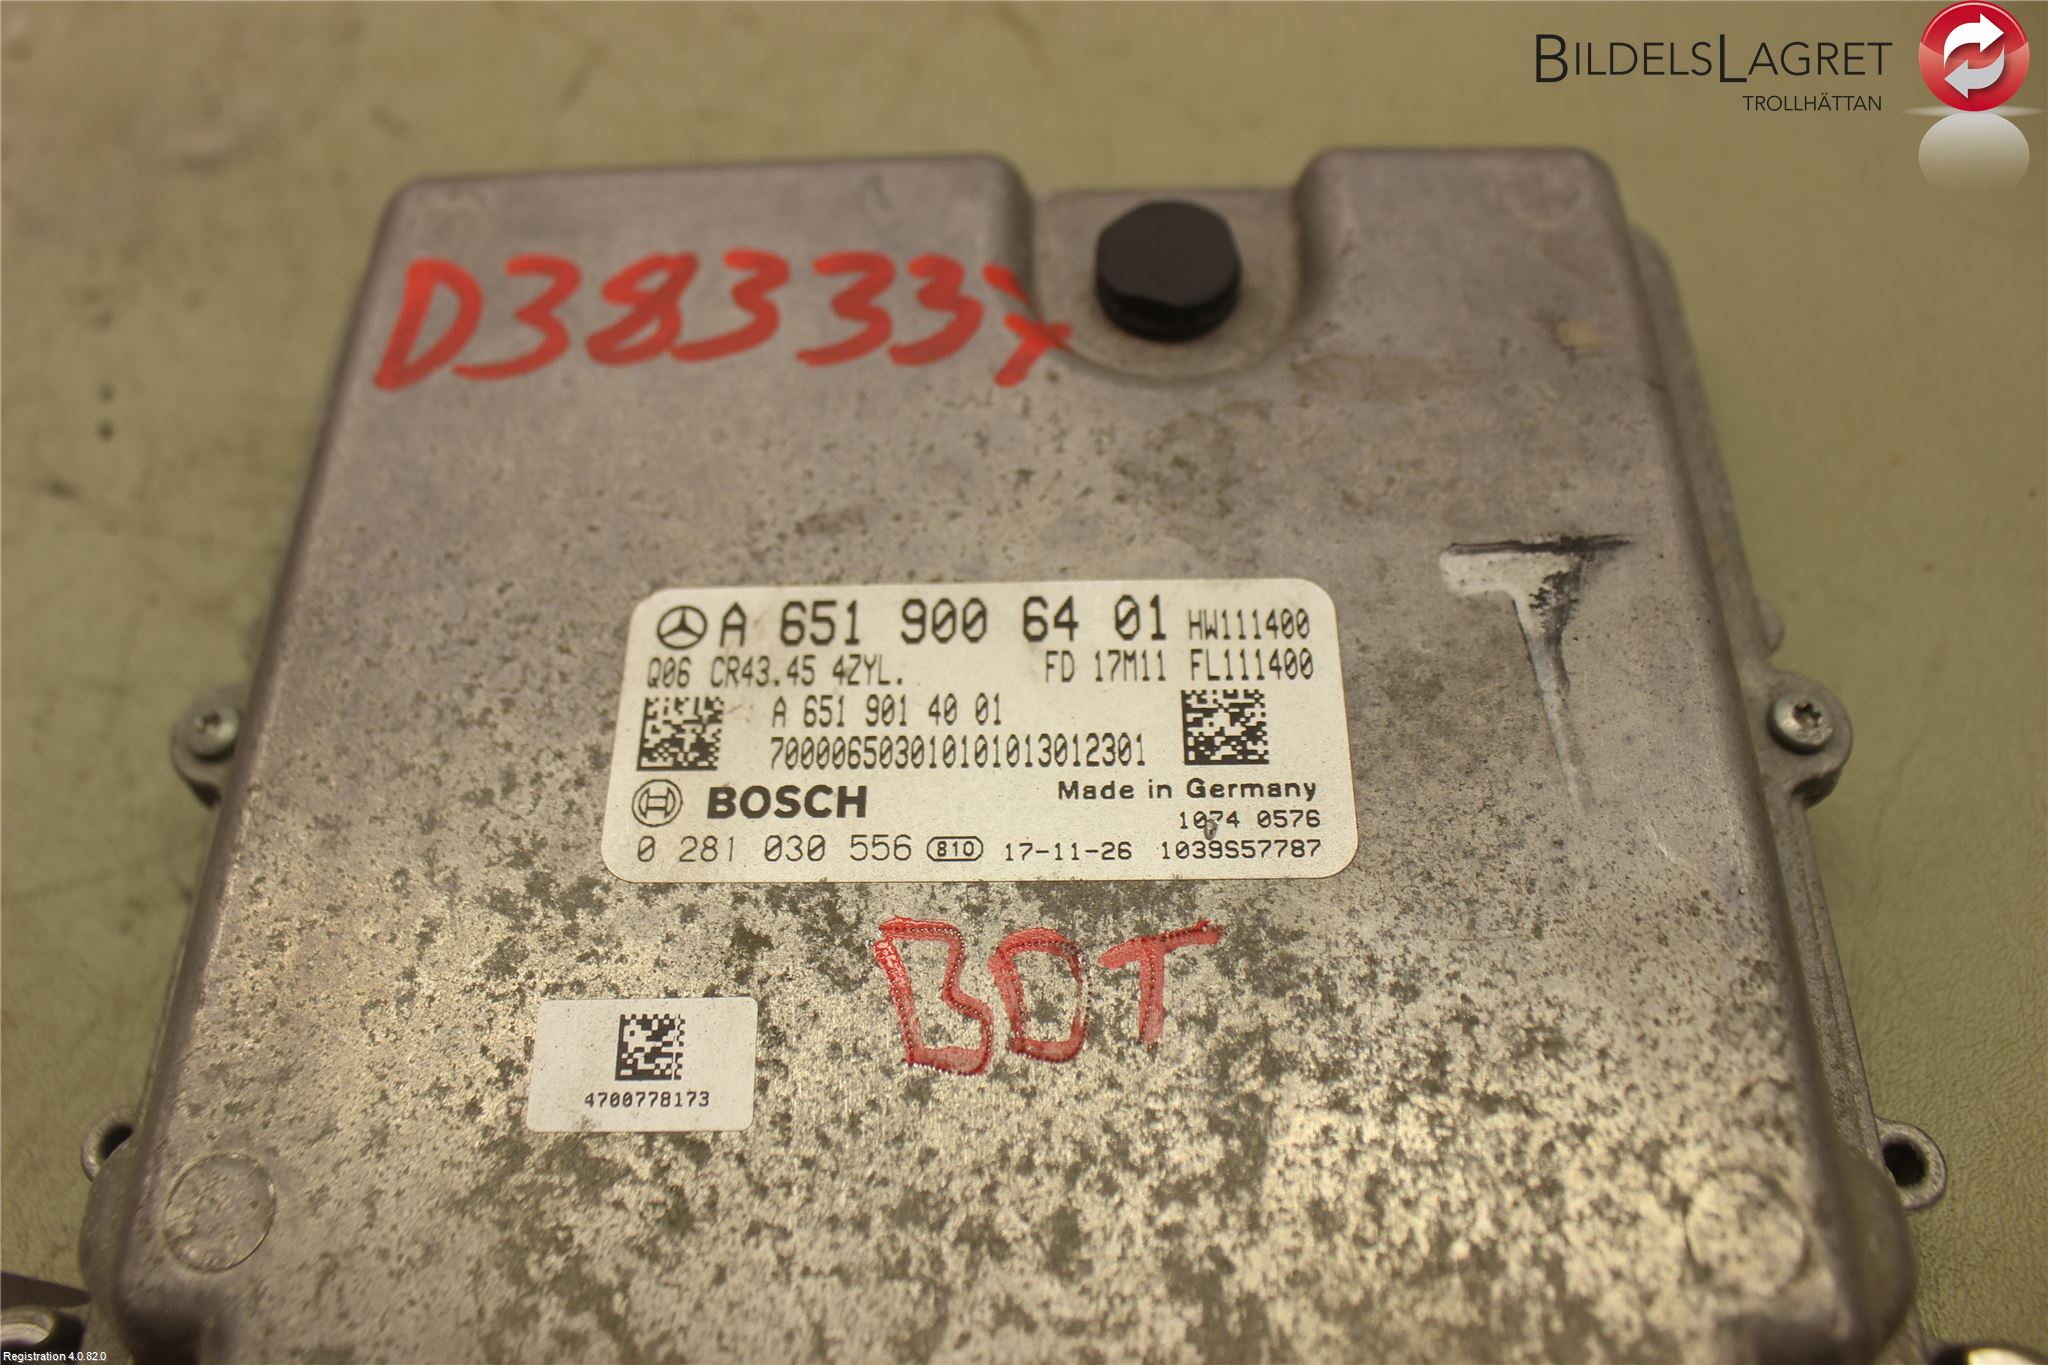 BILDELSLAGRET
TROLLHÄTTAN
D38333
A 651 900 64 01 HW111400
Q06 CR43.45 4ZYL. FD 17M11 FL111400
A 651 901 40 01
700006503010101013012301
BOSCH Made in Germany
1074 0576
0 281 030 556 810 17-11-26 1039S57787
BOT
4700778173
Registration 4.0.82.0